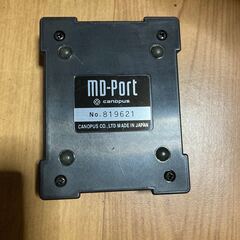 MD-Port
canopus
No.819621
CANOPUS CO.,LTD MADE IN JAPAN